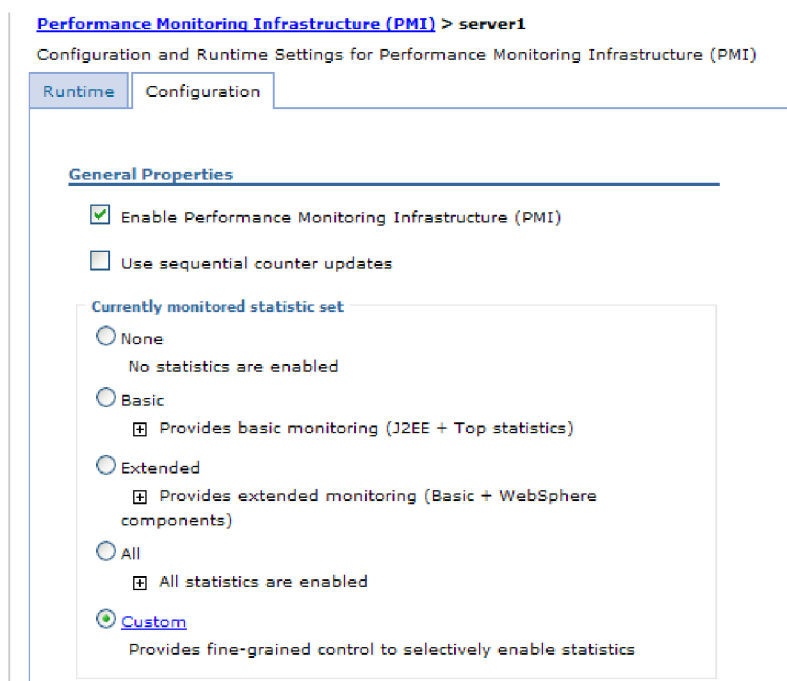 Performance Monitoring Infrastructure (PMI) > server1
Configuration and Runtime Settings for Performance Monitoring Infrastructure (PMI)
Runtime Configuration
General Properties
Enable Performance Monitoring Infrastructure (PMI)
Use sequential counter updates
Currently monitored statistic set
None
No statistics are enabled
Basic
Provides basic monitoring (J2EE + Top statistics)
Extended
Provides extended monitoring (Basic + WebSphere
components)
All
All statistics are enabled
Custom
Provides fine-grained control to selectively enable statistics